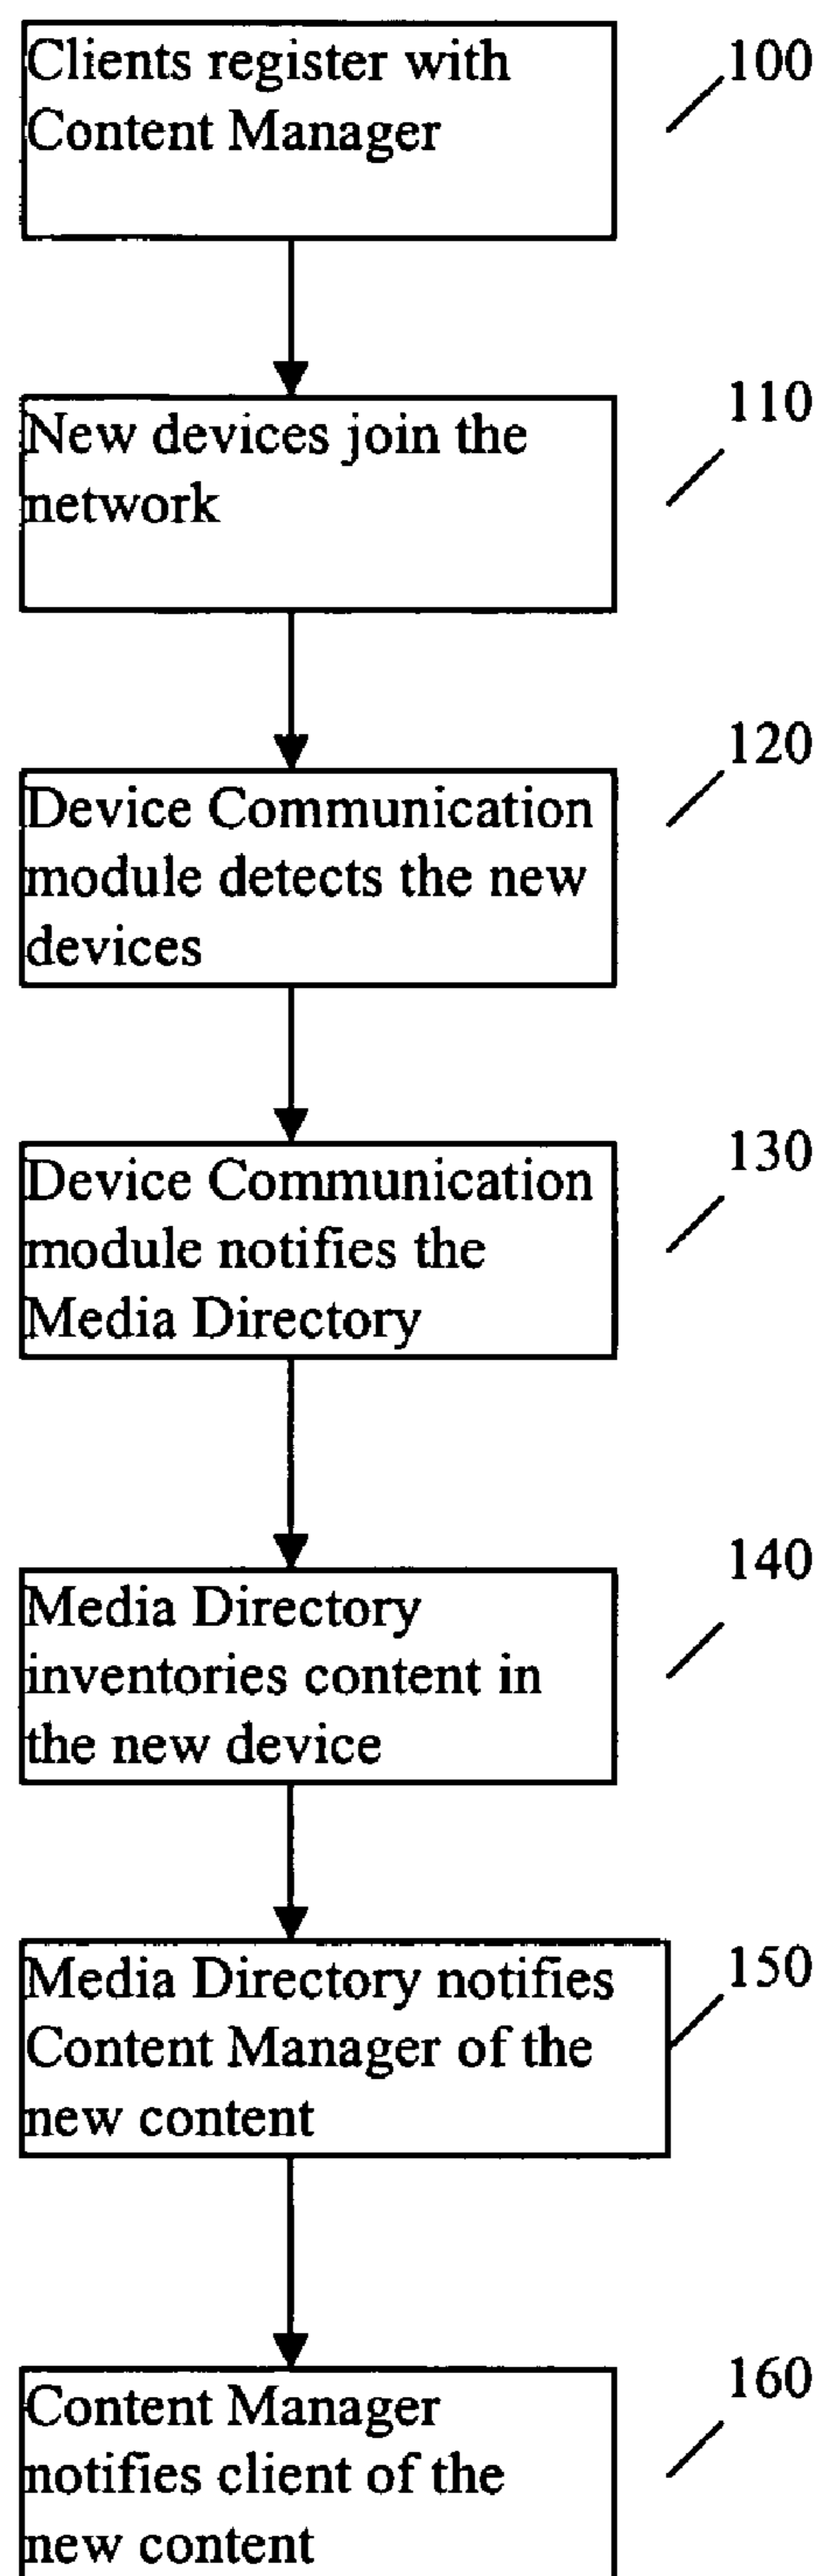 Clients register with
Content Manager
100
New devices join the
network
110
Device Communication
module detects the new
devices
120
Device Communication
module notifies the
Media Directory
130
Media Directory
inventories content in
the new device
140
Media Directory notifies
Content Manager of the
new content
150
Content Manager
notifies client of the
new content
160